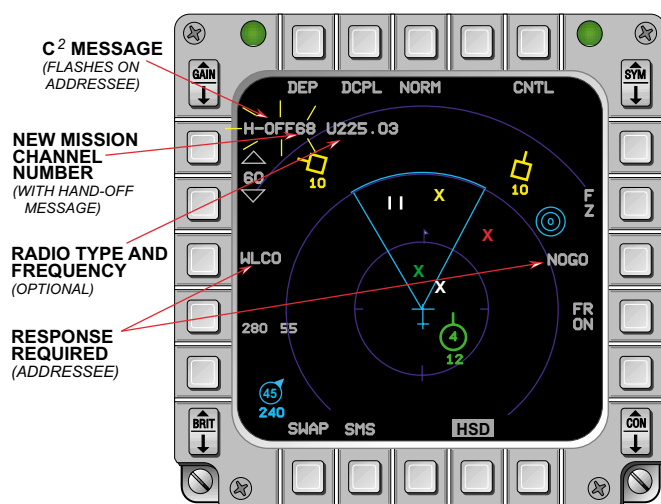 C² MESSAGE
(FLASHES ON
ADDRESSEE)
NEW MISSION
CHANNEL
NUMBER
(WITH HAND-OFF
MESSAGE)
RADIO TYPE AND
FREQUENCY
(OPTIONAL)
RESPONSE
REQUIRED
(ADDRESSEE)
GAIN
SYM
DEP DCPL NORM CNTL
H-OFF68 U225.03
60
10
10
F
Z
II
X
X
X
X
WLCO
NOGO
280 55
FR
ON
4
12
45
240
BRIT
CON
SWAP SMS HSD